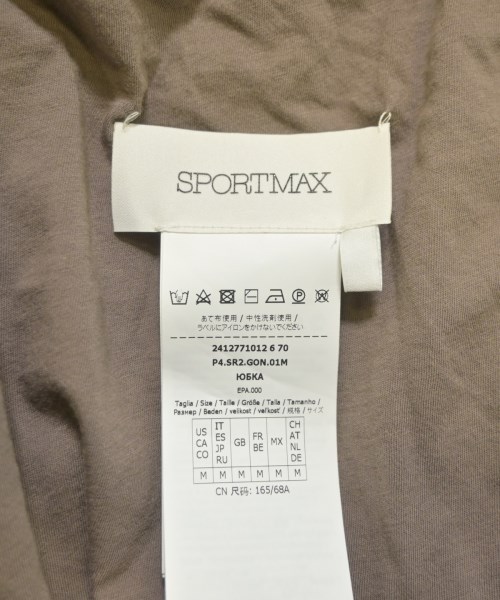 SPORTMAX
あて布使用 / 中性洗剤使用
ラベルにアイロンをかけないでください
2412771012 6 70
P4.SR2.GON.01M
ЮБКА
EPA.000
Taglia / Size / Taille / Größe / Talla / Tamanho /
Размер / Beden / velikost / veľkosť / 规格 / サイズ
US CA CO IT ES JP RU GB FR BE MX CH AT NL DE
M M M M M M
CN 尺码: 165/68A